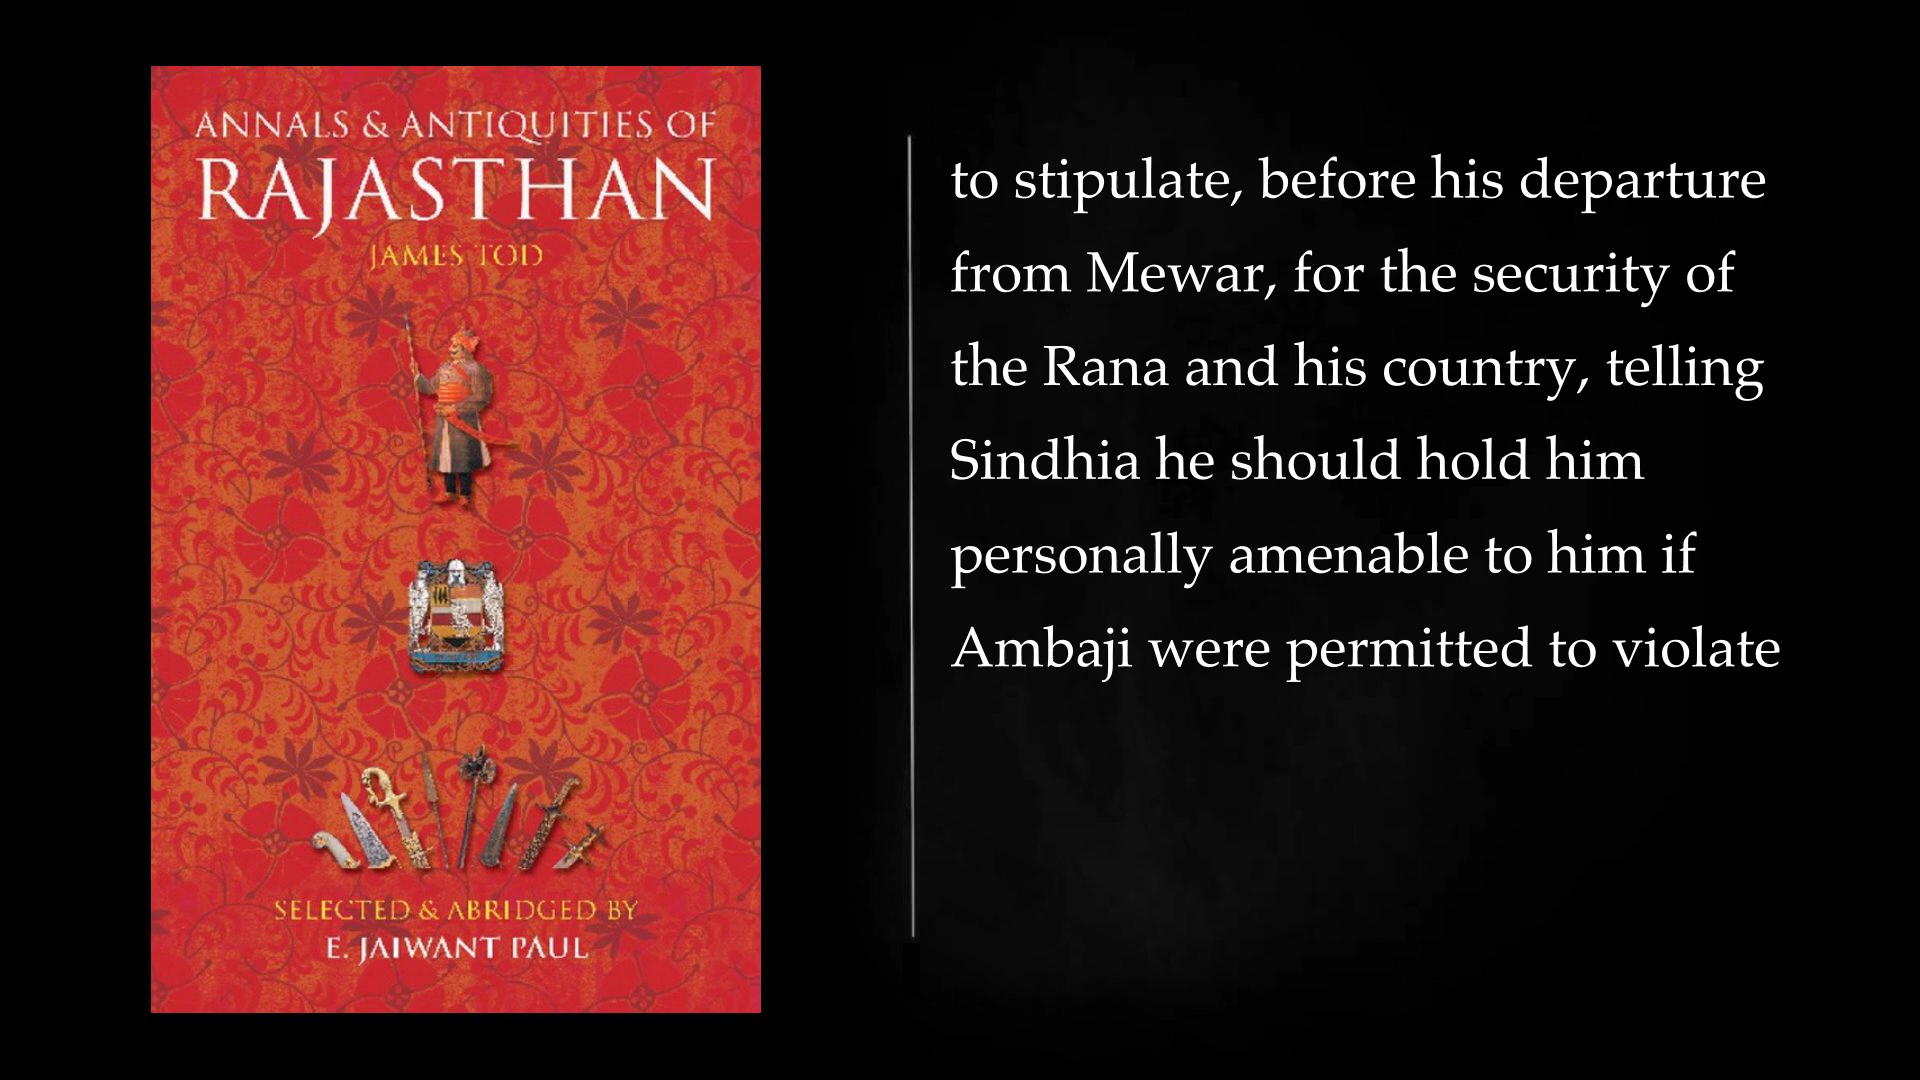 ANNALS & ANTIQUITIES OF
RAJASTHAN
JAMES TOD
SELECTED & ABRIDGED BY
E. JAIWANT PAUL
to stipulate, before his departure
from Mewar, for the security of
the Rana and his country, telling
Sindhia he should hold him
personally amenable to him if
Ambaji were permitted to violate